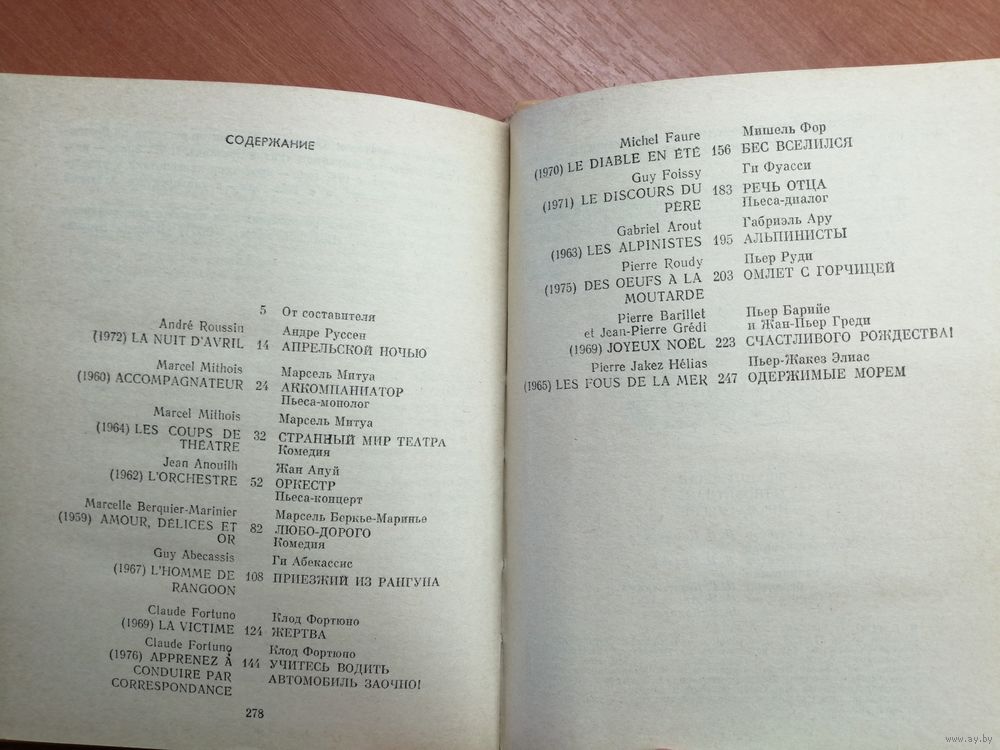 СОДЕРЖАНИЕ
5 От составителя
André Roussin Андре Руссен
(1972) LA NUIT D'AVRIL 14 АПРЕЛЬСКОЙ НОЧЬЮ
Marcel Mithois Марсель Митуа
(1960) ACCOMPAGNATEUR 24 АККОМПАНИАТОР
Пьеса-монолог
Marcel Mithois Марсель Митуа
(1964) LES COUPS DE 32 СТРАННЫЙ МИР ТЕАТРА
THÉATRE Комедия
Jean Anouilh Жан Ануй
(1962) L'ORCHESTRE 52 ОРКЕСТР
Пьеса-концерт
Marcelle Berquier-Marinier Марсель Беркье-Маринье
(1959) AMOUR, DÉLICES ET 82 ЛЮБО-ДОРОГО
OR Комедия
Guy Abecassis Ги Абекассис
(1967) L'HOMME DE 108 ПРИЕЗЖИЙ ИЗ РАНГУНА
RANGOON
Claude Fortuno Клод Фортюно
(1969) LA VICTIME 124 ЖЕРТВА
Claude Fortuno Клод Фортюно
(1976) APPRENEZ À 144 УЧИТЕСЬ ВОДИТЬ
CONDUIRE PAR АВТОМОБИЛЬ ЗАОЧНО!
CORRESPONDANCE
278
Michel Faure Мишель Фор
(1970) LE DIABLE EN ÉTÉ 156 БЕС ВСЕЛИЛСЯ
Guy Foissy Ги Фуасси
(1971) LE DISCOURS DU 183 РЕЧЬ ОТЦА
PÈRE Пьеса-диалог
Gabriel Arout Габриэль Ару
(1963) LES ALPINISTES 195 АЛЬПИНИСТЫ
Pierre Roudy Пьер Руди
(1975) DES OEUFS À LA 203 ОМЛЕТ С ГОРЧИЦЕЙ
MOUTARDE
Pierre Barillet Пьер Барийе
et Jean-Pierre Grédi и Жан-Пьер Греди
(1969) JOYEUX NOËL 223 СЧАСТЛИВОГО РОЖДЕСТВА!
Pierre Jakez Hélias Пьер-Жакез Элиас
(1965) LES FOUS DE LA MER 247 ОДЕРЖИМЫЕ МОРЕМ
www.ay.by